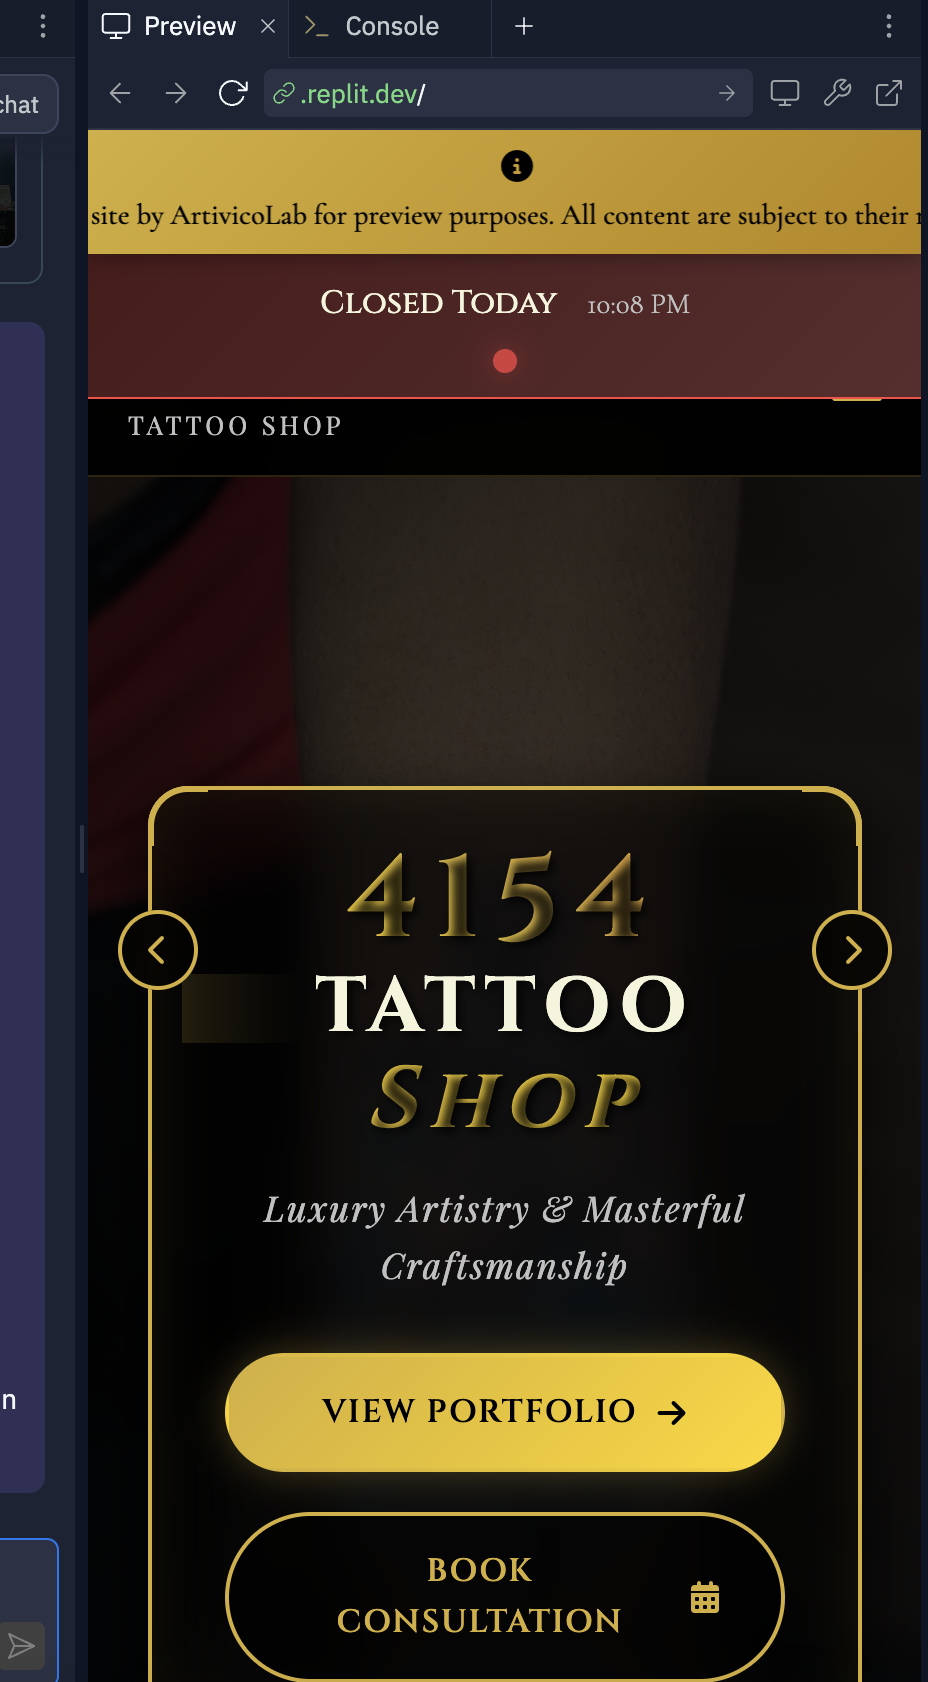 Preview
Console
chat
.replit.dev/
site by ArtivicoLab for preview purposes. All content are subject to their
CLOSED TODAY 10:08 PM
TATTOO SHOP
4154
TATTOO
SHOP
Luxury Artistry & Masterful
Craftsmanship
VIEW PORTFOLIO
n
BOOK
CONSULTATION